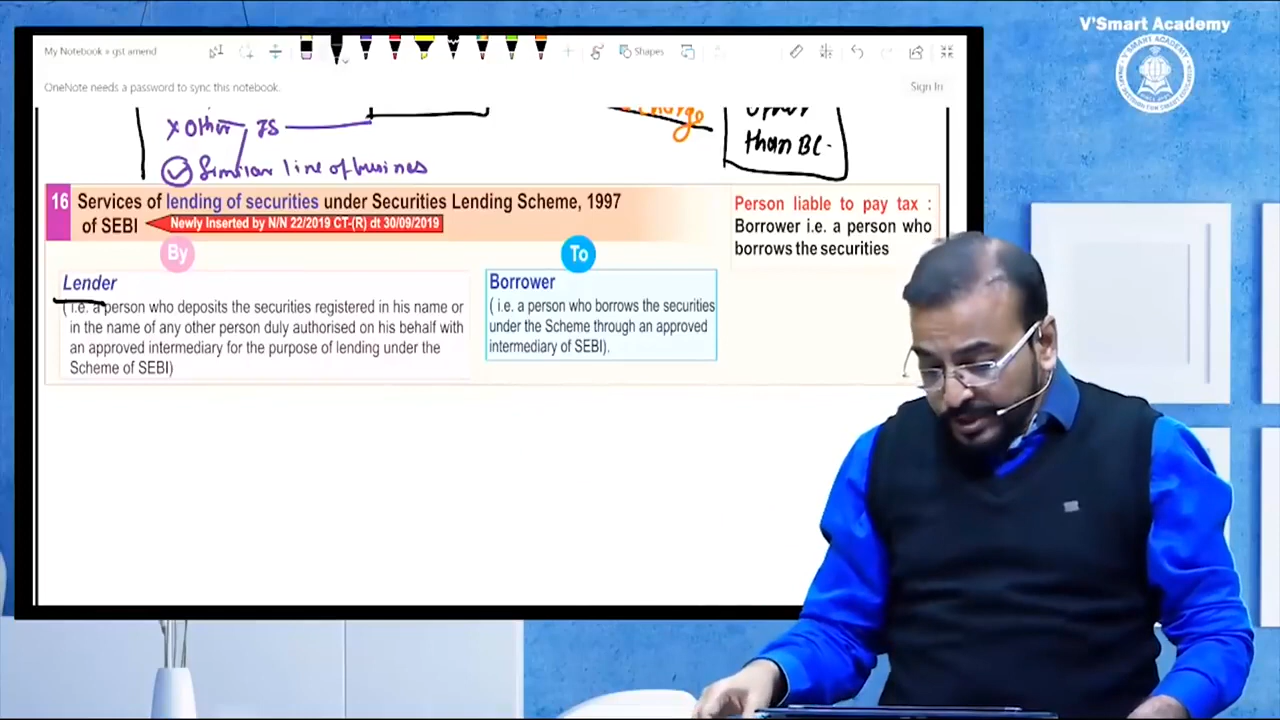 V'Smart Academy
My Notebook » gst amend
Shapes
OneNote needs a password to sync this notebook.
Sign In
x Other IS
Similar line of business
charge
other
than BC.
16 Services of lending of securities under Securities Lending Scheme, 1997
of SEBI
Newly Inserted by N/N 22/2019 CT-(R) dt 30/09/2019
Person liable to pay tax :
Borrower i.e. a person who
borrows the securities
By
To
Lender
( i.e. a person who deposits the securities registered in his name or
in the name of any other person duly authorised on his behalf with
an approved intermediary for the purpose of lending under the
Scheme of SEBI)
Borrower
( i.e. a person who borrows the securities
under the Scheme through an approved
intermediary of SEBI).